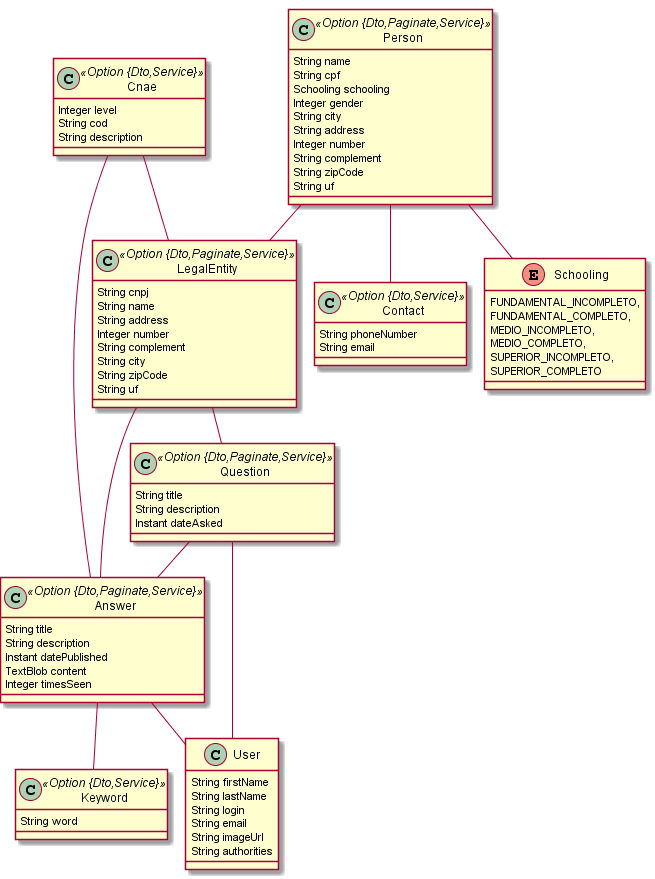 C «Option {Dto,Paginate,Service}»
Person
String name
String cpf
Schooling schooling
Integer gender
String city
String address
Integer number
String complement
String zipCode
String uf
C «Option {Dto,Service}»
Cnae
Integer level
String cod
String description
C «Option {Dto,Paginate,Service}»
LegalEntity
String cnpj
String name
String address
Integer number
String complement
String city
String zipCode
String uf
C «Option {Dto,Service}»
Contact
String phoneNumber
String email
E Schooling
FUNDAMENTAL_INCOMPLETO,
FUNDAMENTAL_COMPLETO,
MEDIO_INCOMPLETO,
MEDIO_COMPLETO,
SUPERIOR_INCOMPLETO,
SUPERIOR_COMPLETO
C «Option {Dto,Paginate,Service}»
Question
String title
String description
Instant dateAsked
C «Option {Dto,Paginate,Service}»
Answer
String title
String description
Instant datePublished
TextBlob content
Integer timesSeen
C «Option {Dto,Service}»
Keyword
String word
C User
String firstName
String lastName
String login
String email
String imageUrl
String authorities